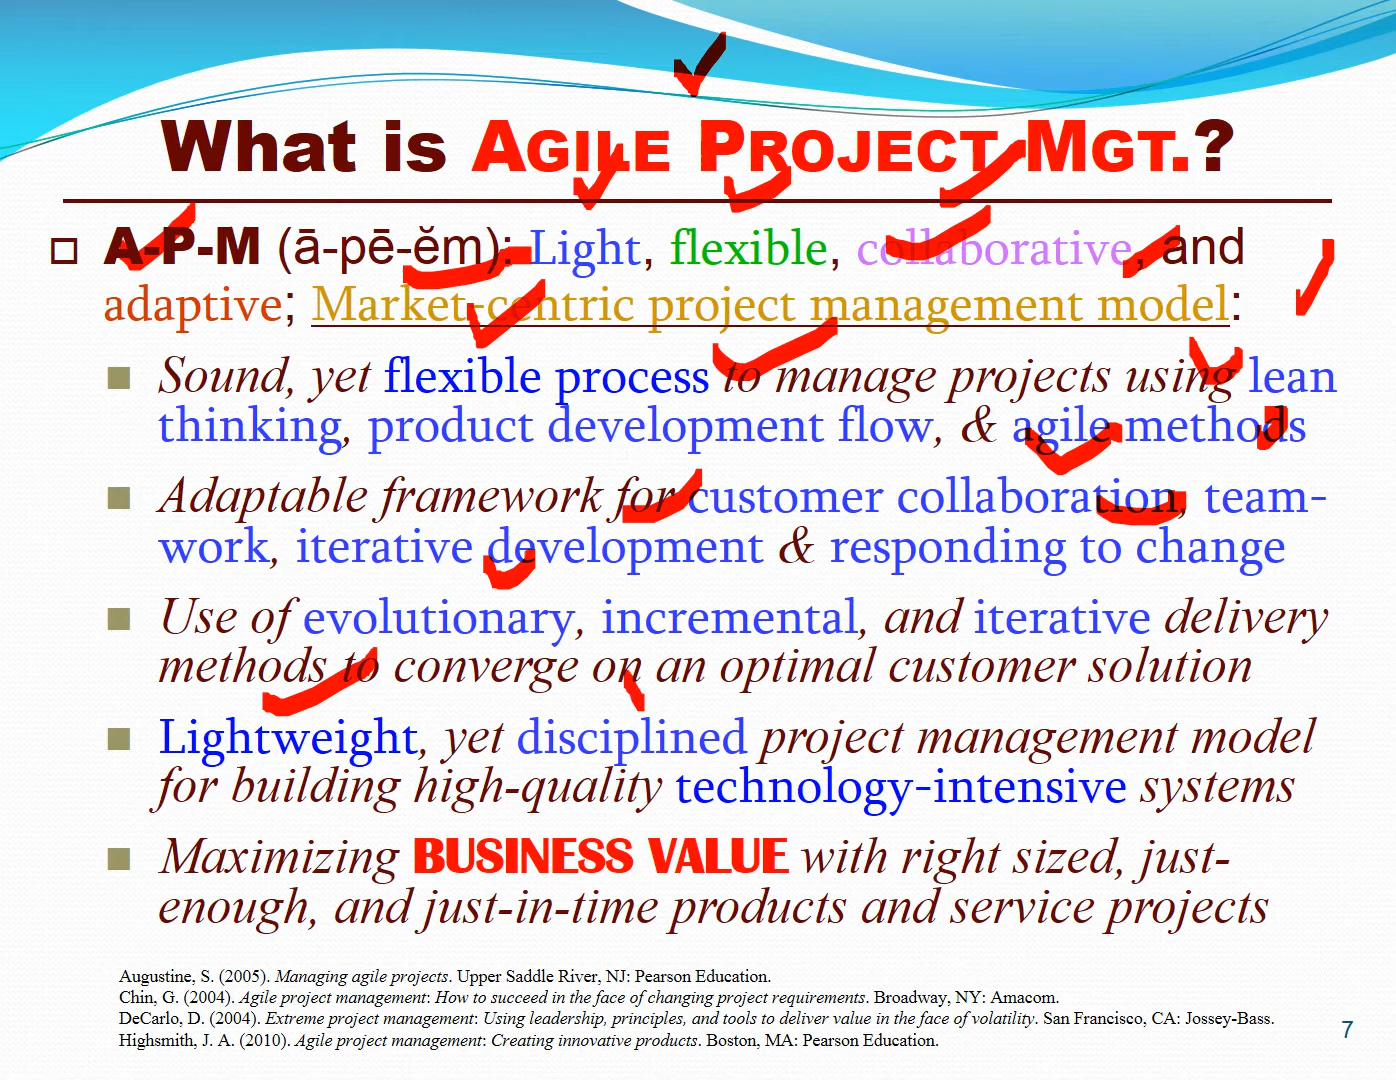 What is AGILE PROJECT MGT.?
A-P-M (ā-pē-ĕm): Light, flexible, collaborative, and
adaptive; Market-centric project management model:
Sound, yet flexible process to manage projects using lean
thinking, product development flow, & agile methods
Adaptable framework for customer collaboration, team-
work, iterative development & responding to change
Use of evolutionary, incremental, and iterative delivery
methods to converge on an optimal customer solution
Lightweight, yet disciplined project management model
for building high-quality technology-intensive systems
Maximizing BUSINESS VALUE with right sized, just-
enough, and just-in-time products and service projects
Augustine, S. (2005). Managing agile projects. Upper Saddle River, NJ: Pearson Education.
Chin, G. (2004). Agile project management: How to succeed in the face of changing project requirements. Broadway, NY: Amacom.
DeCarlo, D. (2004). Extreme project management: Using leadership, principles, and tools to deliver value in the face of volatility. San Francisco, CA: Jossey-Bass.
Highsmith, J. A. (2010). Agile project management: Creating innovative products. Boston, MA: Pearson Education.
7